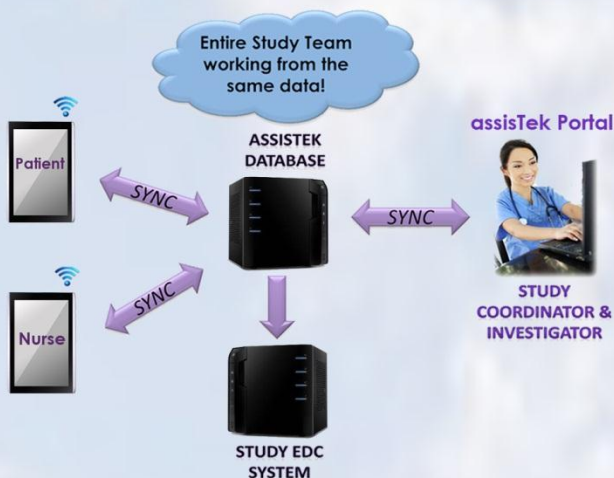 Entire Study Team
working from the
same data!
assisTek Portal
ASSISTEK
DATABASE
Patient
SYNC
SYNC
SYNC
Nurse
STUDY
COORDINATOR &
INVESTIGATOR
STUDY EDC
SYSTEM